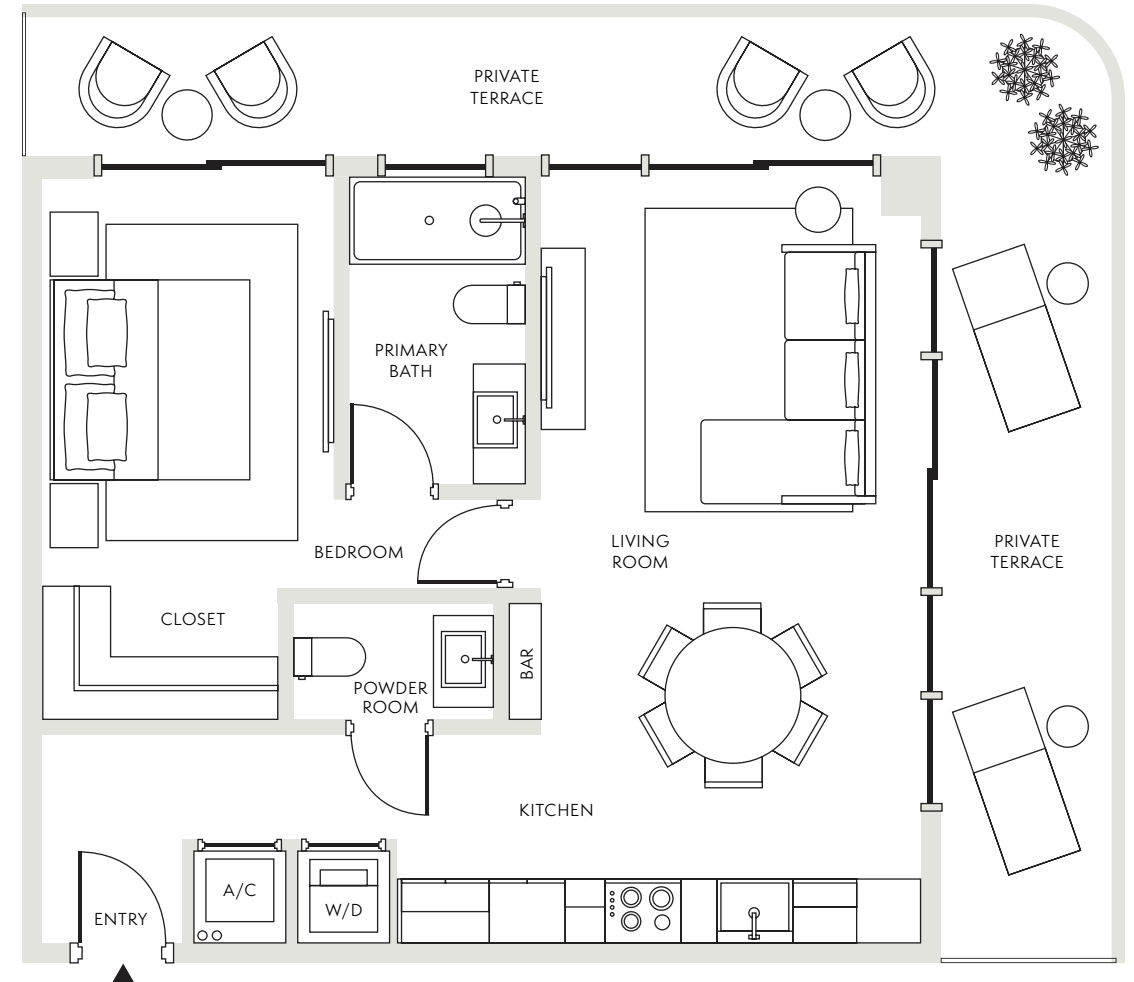 PRIVATE
TERRACE
PRIMARY
BATH
BEDROOM
LIVING
ROOM
PRIVATE
TERRACE
CLOSET
BAR
POWDER
ROOM
KITCHEN
A/C
W/D
ENTRY